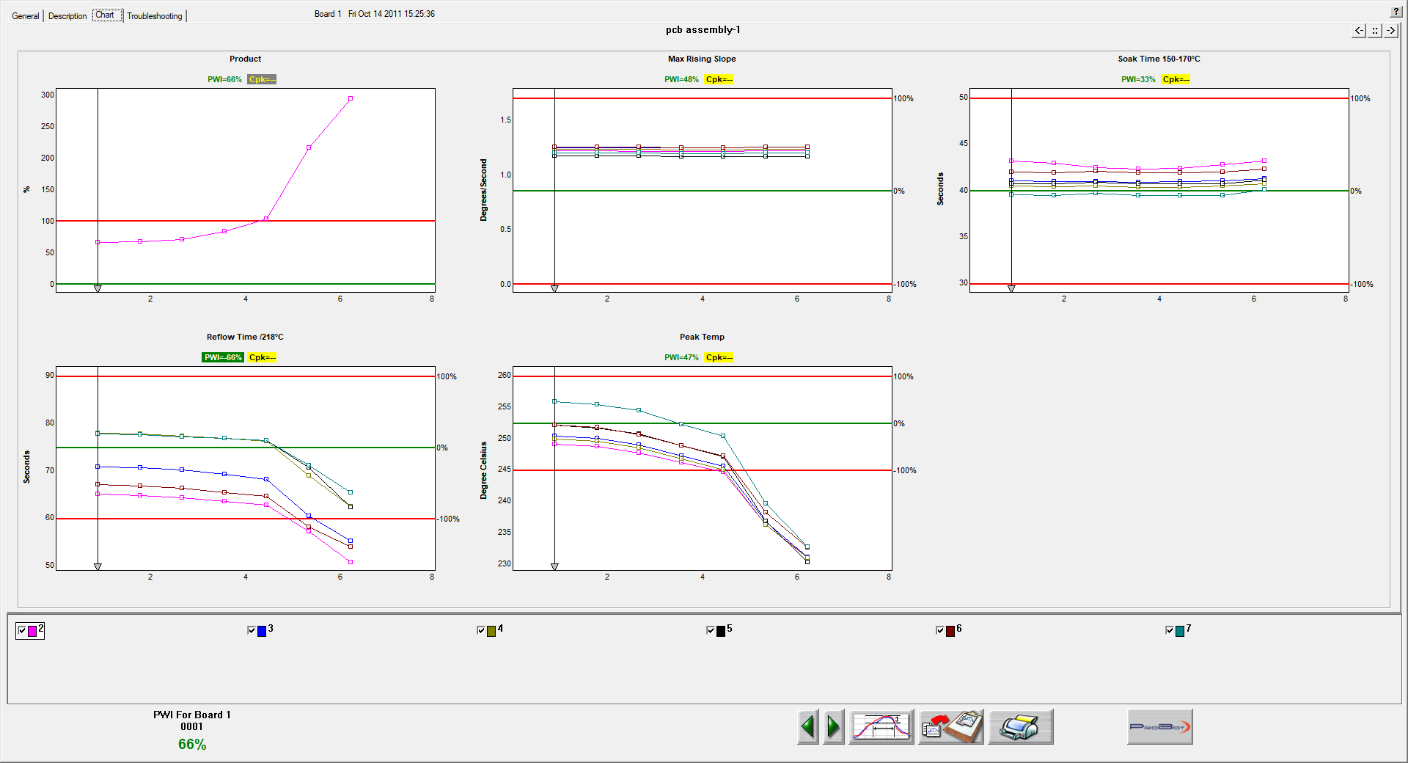 General Description Chart Troubleshooting Board 1 Fri Oct 14 2011 15:25:36 ?
pcb assembly-1 <- :: ->
Product
PWI=66% Cpk=--
300
250
200
150
100
50
0
%
2 4 6 8
Max Rising Slope
PWI=48% Cpk=--
1.5
1.0
0.5
0.0
Degrees/Second
100%
0%
-100%
2 4 6 8
Soak Time 150-170°C
PWI=33% Cpk=--
50
45
40
35
30
Seconds
100%
0%
-100%
2 4 6 8
Reflow Time /218°C
PWI=-66% Cpk=--
90
80
70
60
50
Seconds
100%
0%
-100%
2 4 6 8
Peak Temp
PWI=47% Cpk=--
260
255
250
245
240
235
230
Degree Celsius
100%
0%
-100%
2 4 6 8
2 3 4 5 6 7
PWI For Board 1
0001
66%